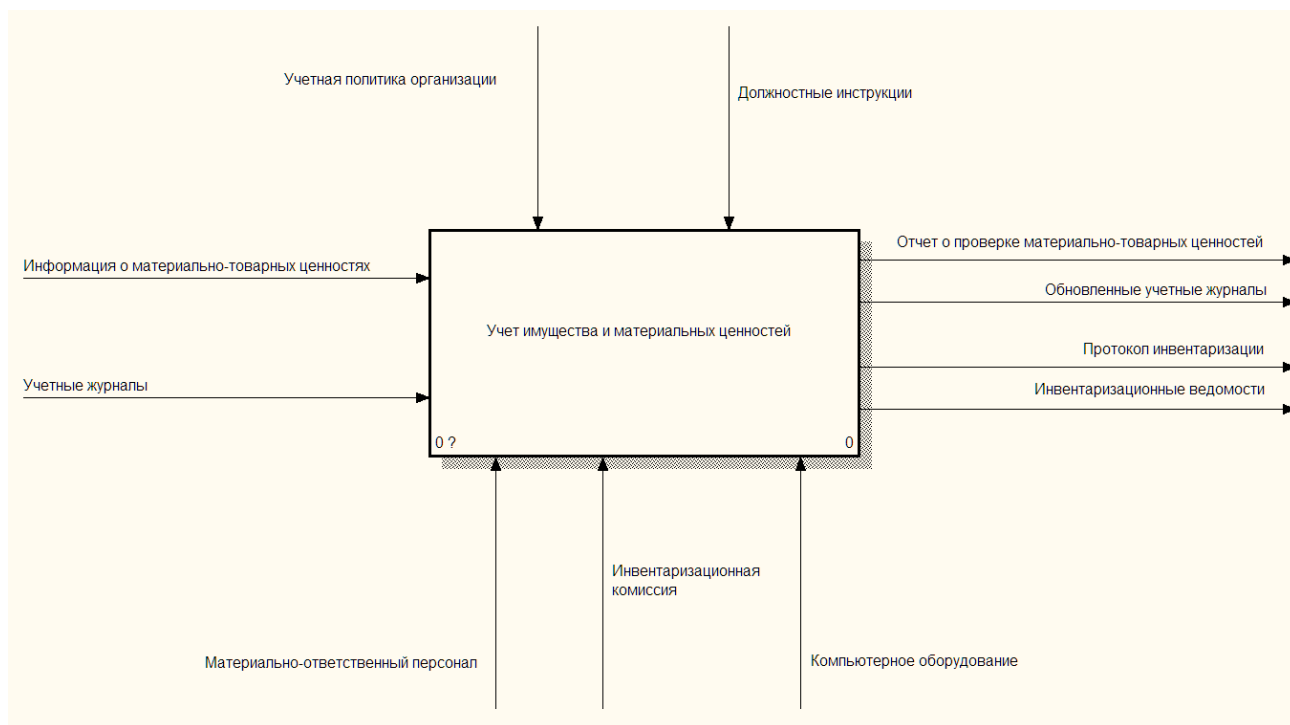 Учетная политика организации
Должностные инструкции
Информация о материально-товарных ценностях
Отчет о проверке материально-товарных ценностей
Обновленные учетные журналы
Учет имущества и материальных ценностей
Протокол инвентаризации
Учетные журналы
Инвентаризационные ведомости
0 ?
0
Инвентаризационная
комиссия
Материально-ответственный персонал
Компьютерное оборудование